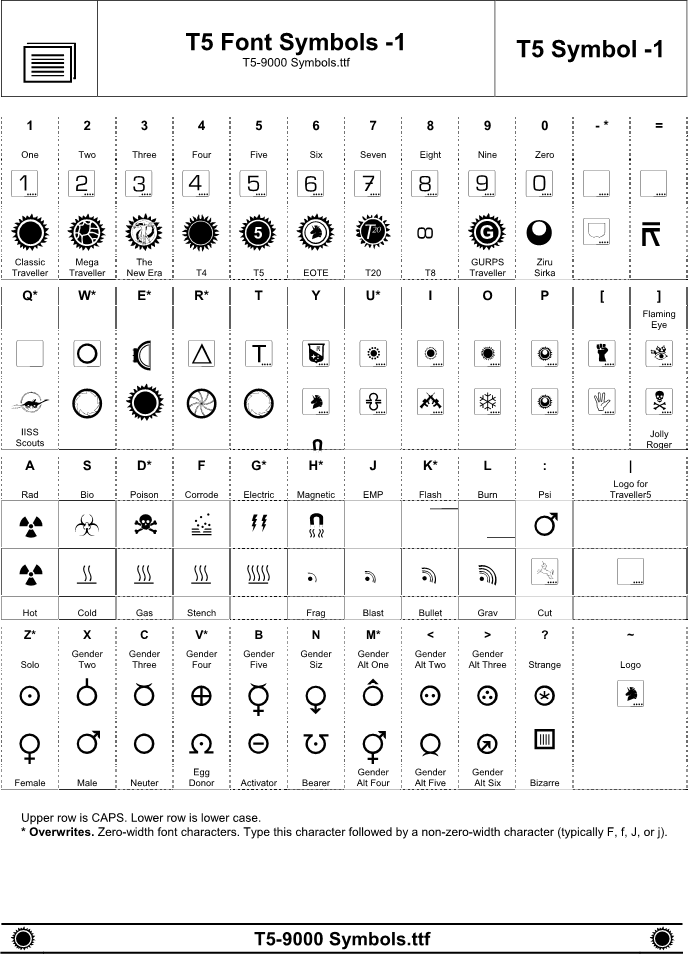 T5 Font Symbols -1
T5-9000 Symbols.ttf
T5 Symbol -1
1 2 3 4 5 6 7 8 9 0 - * =
One Two Three Four Five Six Seven Eight Nine Zero
1 2 3 4 5 6 7 8 9 0
5 T20 8 G
Classic Traveller Mega Traveller The New Era T4 T5 EOTE T20 T8 GURPS Traveller Ziru Sirka
Q* W* E* R* T Y U* I O P [ ]
Flaming Eye
T
IISS Scouts
Jolly Roger
A S D* F G* H* J K* L : |
Rad Bio Poison Corrode Electric Magnetic EMP Flash Burn Psi Logo for Traveller5
Hot Cold Gas Stench Frag Blast Bullet Grav Cut
Z* X C V* B N M* < > ? ~
Solo Gender Two Gender Three Gender Four Gender Five Gender Siz Gender Alt One Gender Alt Two Gender Alt Three Strange Logo
Female Male Neuter Egg Donor Activator Bearer Gender Alt Four Gender Alt Five Gender Alt Six Bizarre
Upper row is CAPS. Lower row is lower case.
* Overwrites. Zero-width font characters. Type this character followed by a non-zero-width character (typically F, f, J, or j).
T5-9000 Symbols.ttf